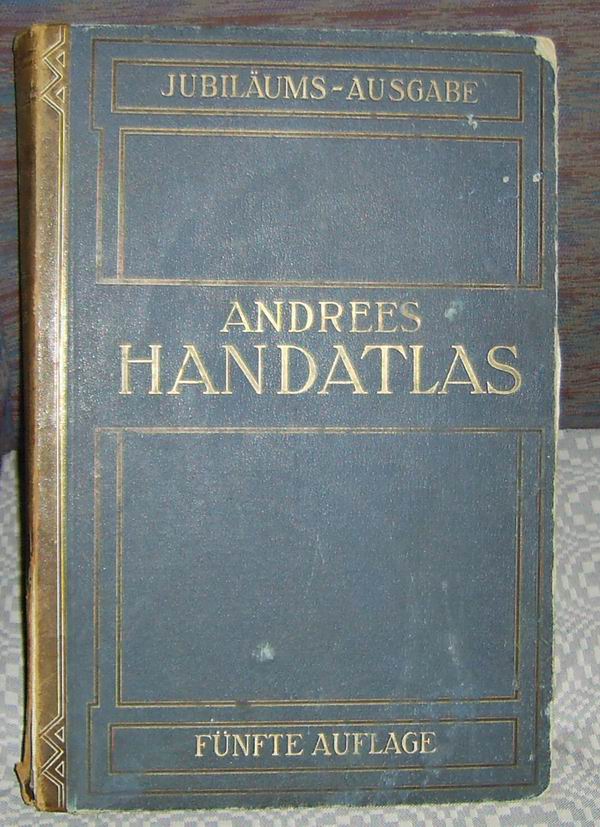 JUBILÄUMS-AUSGABE
ANDREES
HANDATLAS
FÜNFTE AUFLAGE